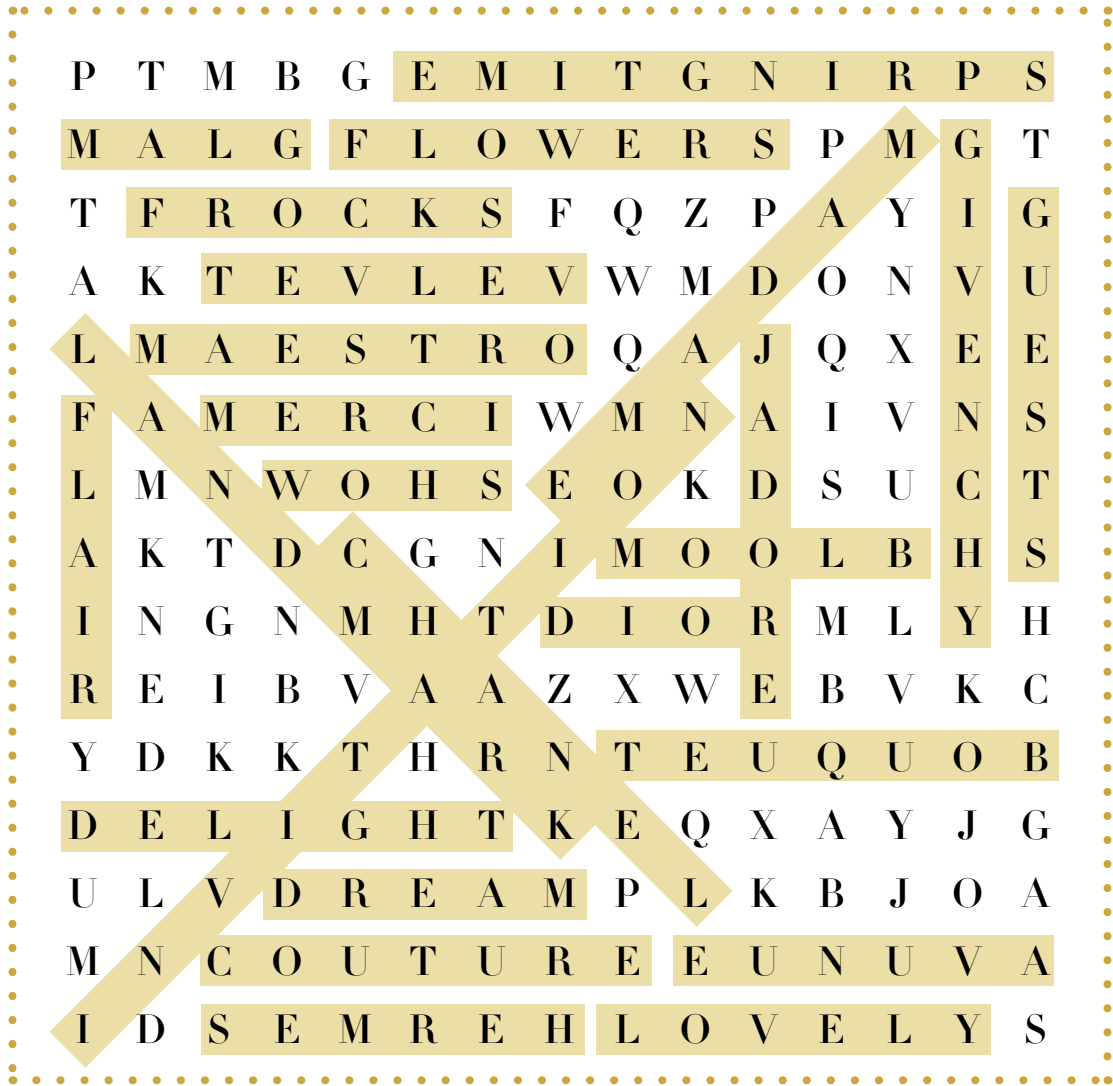 P T M B G E M I T G N I R P S
M A L G F L O W E R S P M G T
T F R O C K S F Q Z P A Y I G
A K T E V L E V W M D O N V U
L M A E S T R O Q A J Q X E E
F A M E R C I W M N A I V N S
L M N W O H S E O K D S U C T
A K T D C G N I M O O L B H S
I N G N M H T D I O R M L Y H
R E I B V A A Z X W E B V K C
Y D K K T H R N T E U Q U O B
D E L I G H T K E Q X A Y J G
U L V D R E A M P L K B J O A
M N C O U T U R E E U N U V A
I D S E M R E H L O V E L Y S